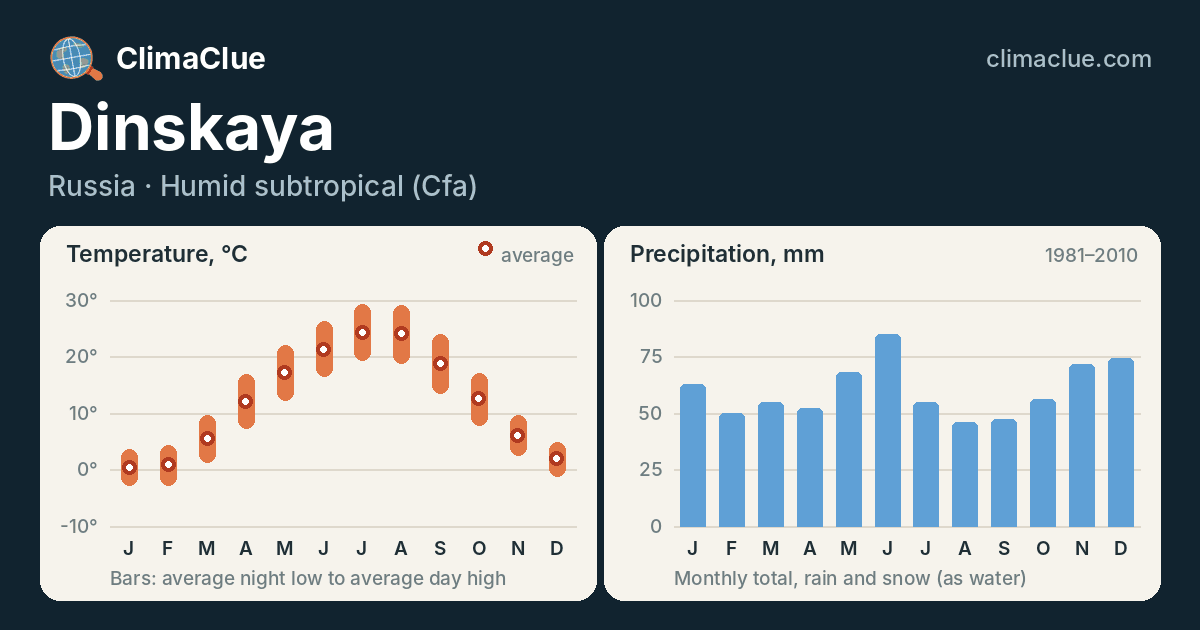 ClimaClue
climaclue.com
Dinskaya
Russia · Humid subtropical (Cfa)
Temperature, °C
average
30°
20°
10°
0°
-10°
J F M A M J J A S O N D
Bars: average night low to average day high
Precipitation, mm
1981–2010
100
75
50
25
0
J F M A M J J A S O N D
Monthly total, rain and snow (as water)